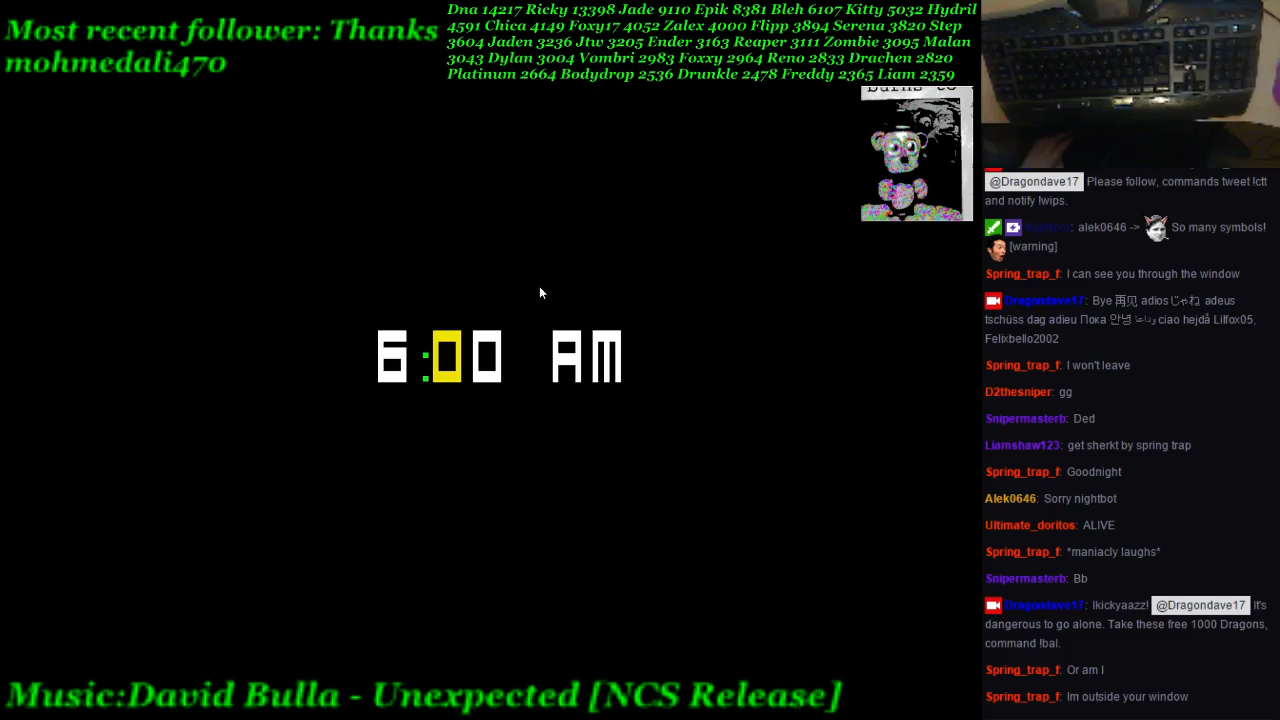 Most recent follower: Thanks
mohmedali470
Dna 14217 Ricky 13398 Jade 9110 Epik 8381 Bleh 6107 Kitty 5032 Hydril
4591 Chica 4149 Foxy17 4052 Zalex 4000 Flipp 3894 Serena 3820 Step
3604 Jaden 3236 Jtw 3205 Ender 3163 Reaper 3111 Zombie 3095 Malan
3043 Dylan 3004 Vombri 2983 Foxxy 2964 Reno 2833 Drachen 2820
Platinum 2664 Bodydrop 2536 Drunkle 2478 Freddy 2365 Liam 2359
6:00 AM
@Dragondave17 Please follow, commands tweet !ctt
and notify !wips.
alek0646 -> So many symbols!
[warning]
Spring_trap_f: I can see you through the window
Dragondave17: Bye 再见 adios じゃね adeus
tschüss dag adieu Пока 안녕 وداعا ciao hejdå Litfox05,
Felixbello2002
Spring_trap_f: I won't leave
D2thesniper: gg
Snipermasterb: Ded
Liamshaw123: get sherkt by spring trap
Spring_trap_f: Goodnight
Alek0646: Sorry nightbot
Ultimate_doritos: ALIVE
Spring_trap_f: *maniacly laughs*
Snipermasterb: Bb
Dragondave17: Ikickyaazz! @Dragondave17 It's
dangerous to go alone. Take these free 1000 Dragons,
command !bal.
Spring_trap_f: Or am I
Spring_trap_f: Im outside your window
Music:David Bulla - Unexpected [NCS Release]